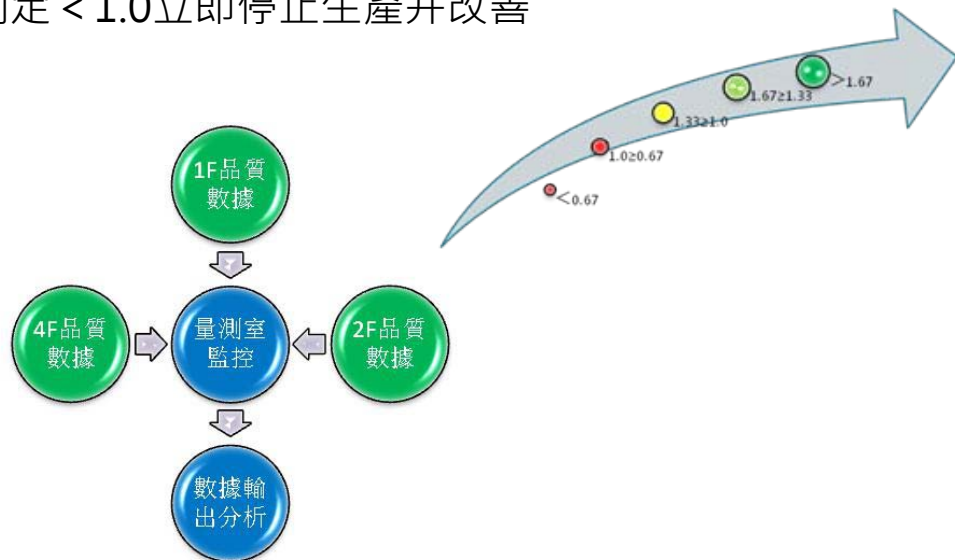 定＜1.0立即停止生產并改善
＞1.67
1.67≥1.33
1.33≥1.0
1.0≥0.67
＜0.67
1F品質
數據
4F品質
數據
量測室
監控
2F品質
數據
數據輸
出分析